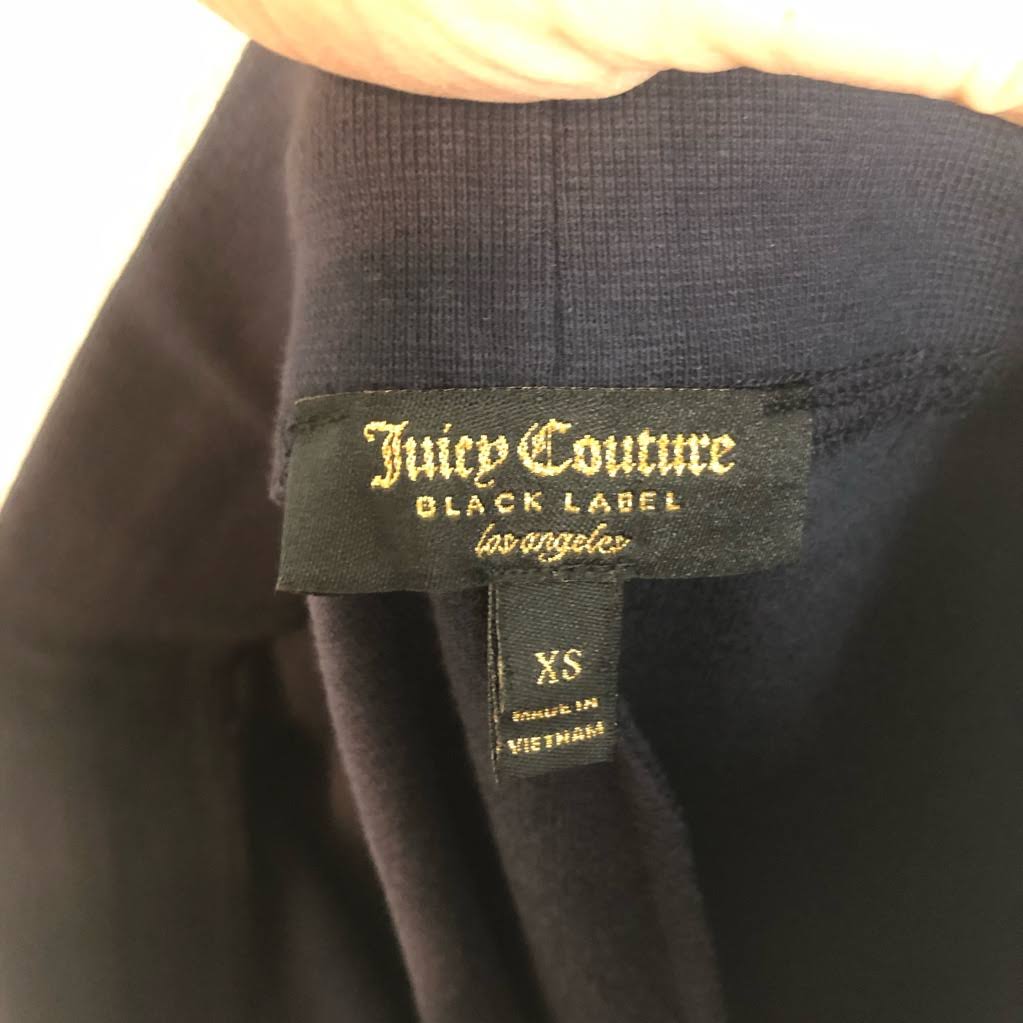 Juicy Couture
BLACK LABEL
los angeles
XS
MADE IN
VIETNAM